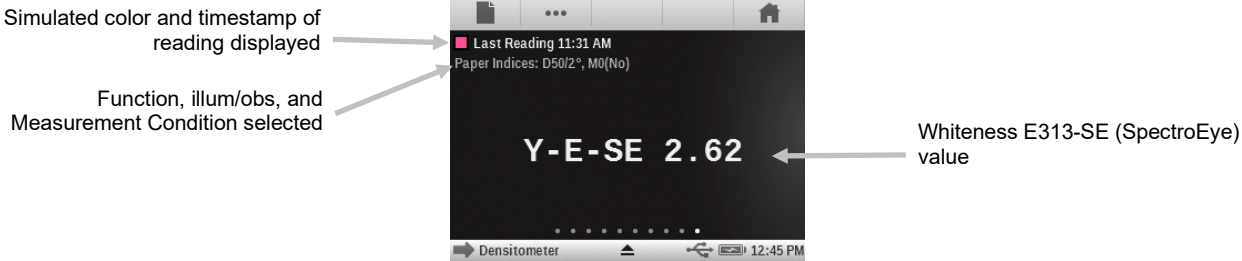 Simulated color and timestamp of
reading displayed
Function, illum/obs, and
Measurement Condition selected
Last Reading 11:31 AM
Paper Indices: D50/2°, M0(No)
Y-E-SE 2.62
Densitometer
12:45 PM
Whiteness E313-SE (SpectroEye)
value